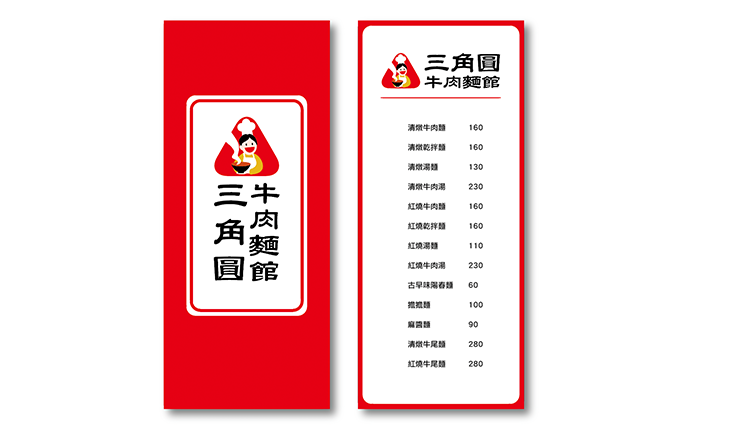 三角圓
牛肉麵館
三角圓
牛肉麵館
清燉牛肉麵 160
清燉乾拌麵 160
清燉湯麵 130
清燉牛肉湯 230
紅燒牛肉麵 160
紅燒乾拌麵 160
紅燒湯麵 110
紅燒牛肉湯 230
古早味陽春麵 60
擔擔麵 100
麻醬麵 90
清燉牛尾麵 280
紅燒牛尾麵 280